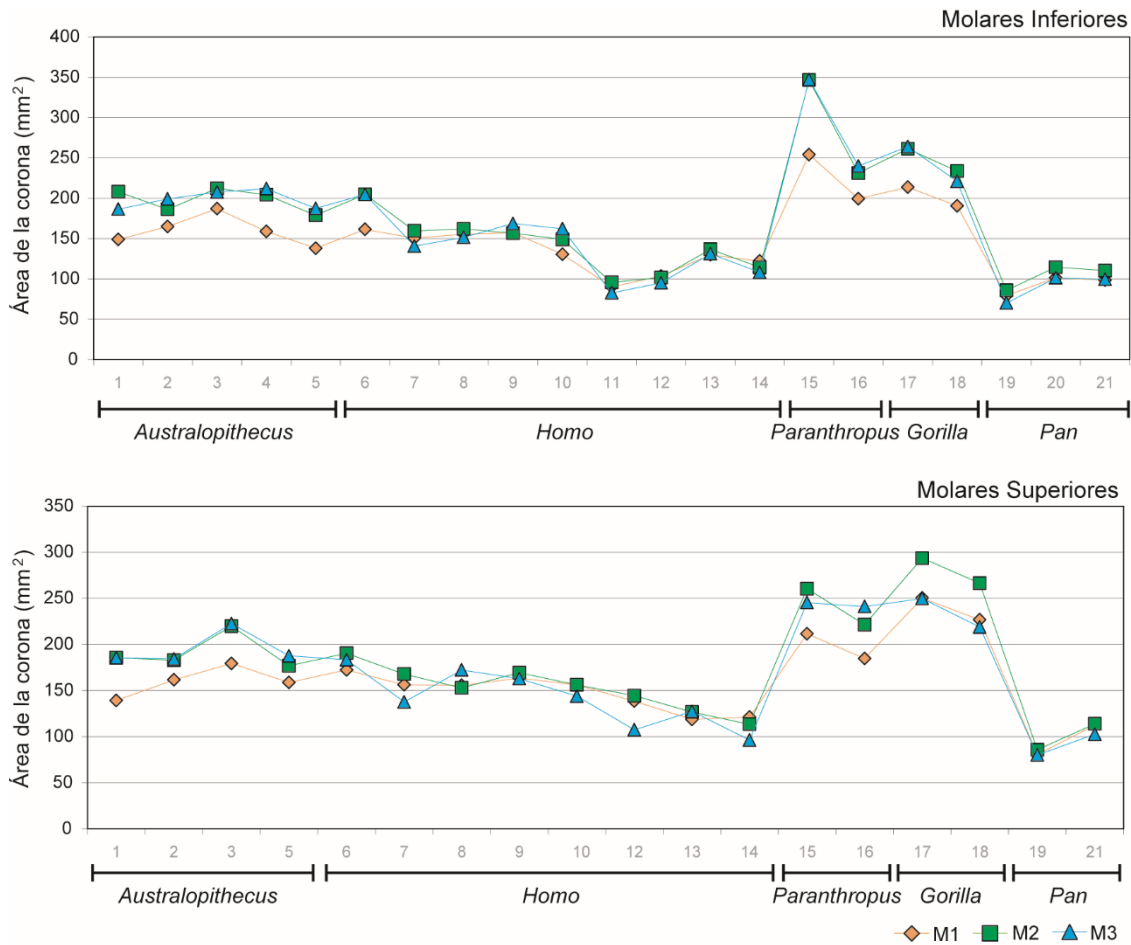 Molares Inferiores
Área de la corona (mm²)
400
350
300
250
200
150
100
50
0
1 2 3 4 5 6 7 8 9 10 11 12 13 14 15 16 17 18 19 20 21
Australopithecus Homo Paranthropus Gorilla Pan
Molares Superiores
Área de la corona (mm²)
350
300
250
200
150
100
50
0
1 2 3 5 6 7 8 9 10 12 13 14 15 16 17 18 19 21
Australopithecus Homo Paranthropus Gorilla Pan
M1 M2 M3